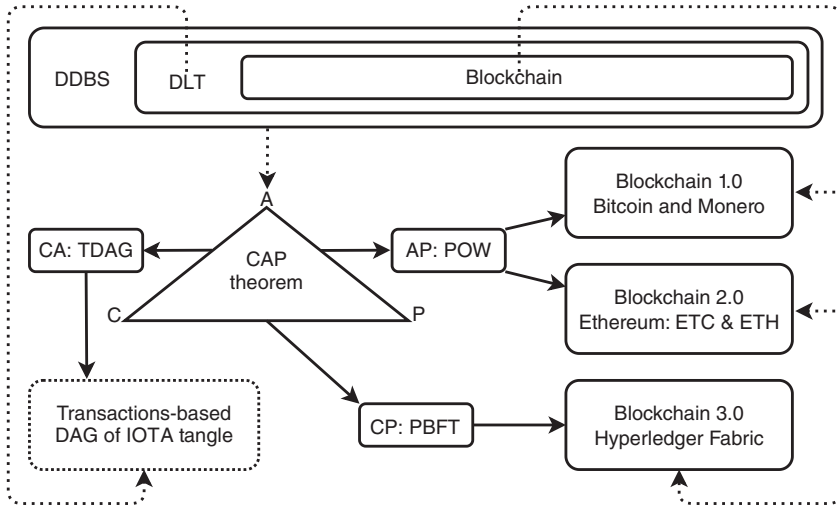 DDBS
DLT
Blockchain
A
CAP
theorem
C
P
CA: TDAG
AP: POW
Blockchain 1.0
Bitcoin and Monero
Blockchain 2.0
Ethereum: ETC & ETH
Transactions-based
DAG of IOTA tangle
CP: PBFT
Blockchain 3.0
Hyperledger Fabric